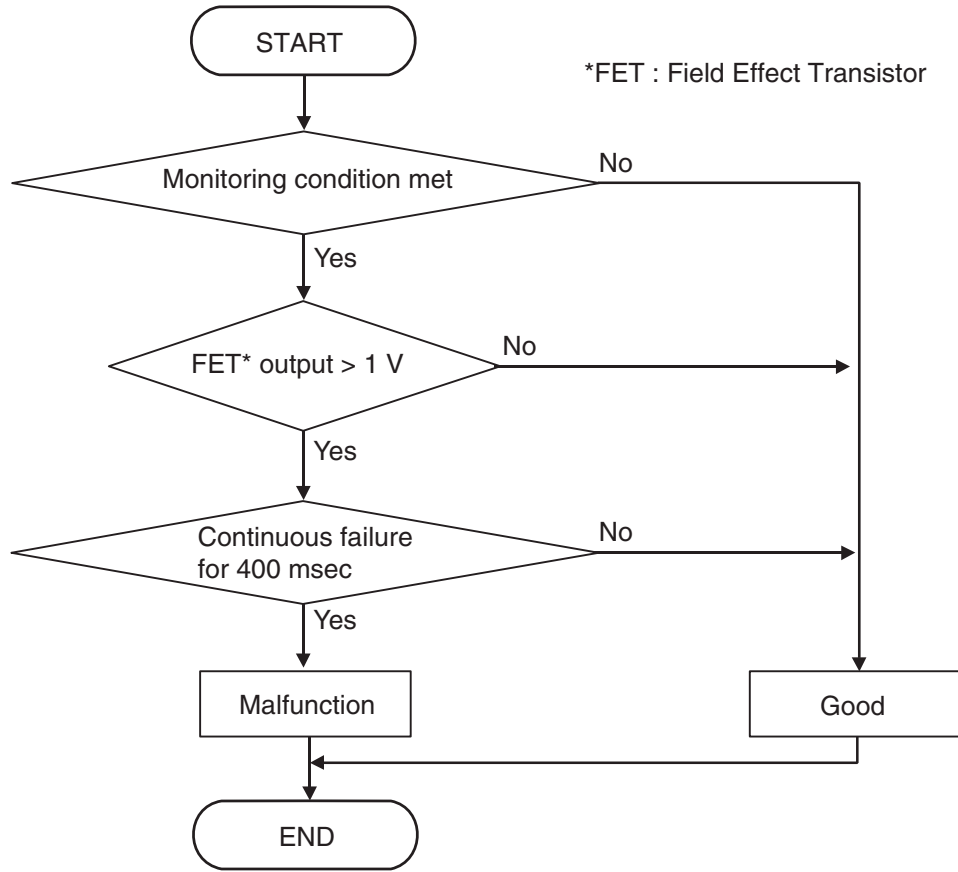 START
*FET : Field Effect Transistor
Monitoring condition met
No
Yes
FET* output > 1 V
No
Yes
Continuous failure
for 400 msec
No
Yes
Malfunction
Good
END